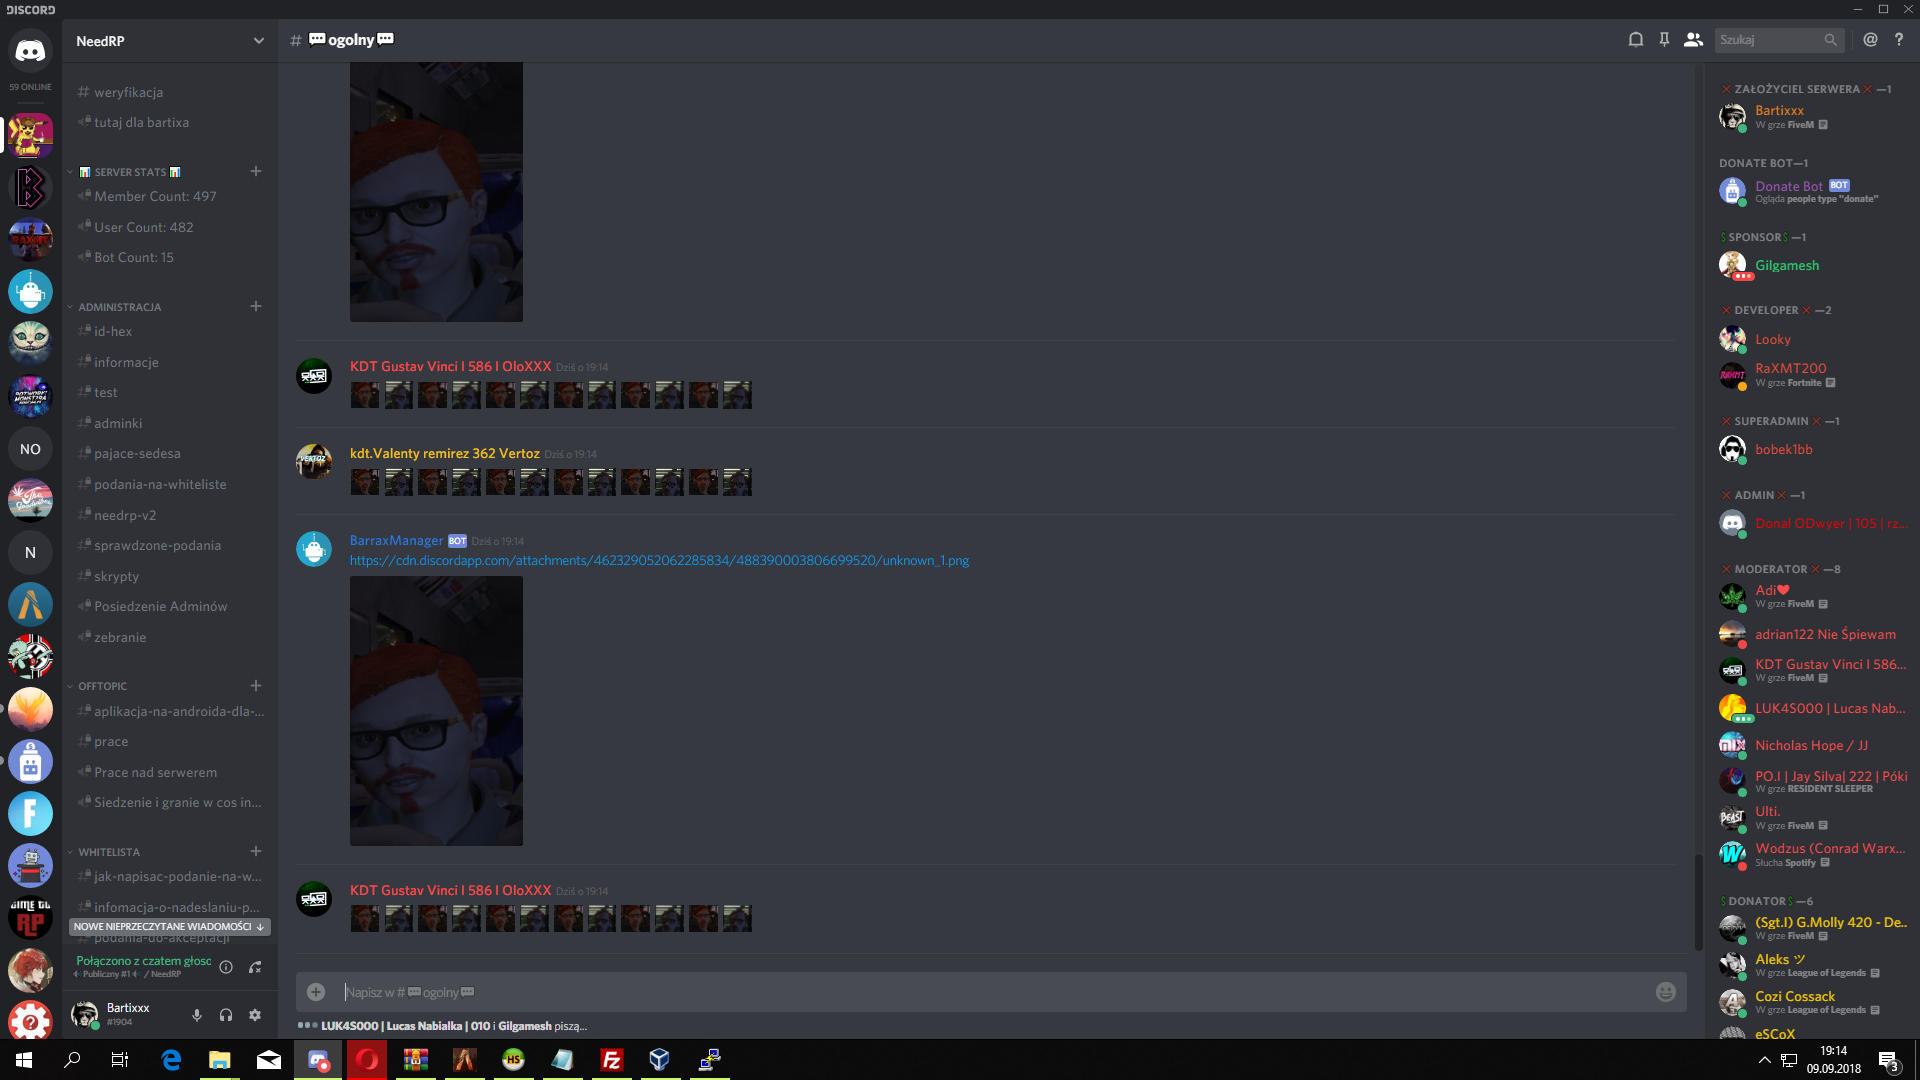 DISCORD
59 ONLINE
NO
N
NeedRP
weryfikacja
tutaj dla bartixa
SERVER STATS
Member Count: 497
User Count: 482
Bot Count: 15
ADMINISTRACJA
id-hex
informacje
test
adminki
pajace-sedesa
podania-na-whiteliste
needrp-v2
sprawdzone-podania
skrypty
Posiedzenie Adminów
zebranie
OFFTOPIC
aplikacja-na-androida-dla-...
prace
Prace nad serwerem
Siedzenie i granie w cos in...
WHITELISTA
jak-napisac-podanie-na-w...
infomacja-o-nadeslaniu-p...
NOWE NIEPRZECZYTANE WIADOMOŚCI ↓
podania-do-akceptacji
Połączono z czatem głosc
Publiczny #1 / NeedRP
Bartixxx
#1904
# ogolny
Szukaj
KDT Gustav Vinci I 586 I OloXXX Dziś o 19:14
kdt.Valenty remirez 362 Vertoz Dziś o 19:14
BarraxManager BOT Dziś o 19:14
https://cdn.discordapp.com/attachments/462329052062285834/488390003806699520/unknown_1.png
KDT Gustav Vinci I 586 I OloXXX Dziś o 19:14
Napisz w # ogolny
LUK4S000 | Lucas Nabialka | 010 i Gilgamesh piszą...
ZAŁOŻYCIEL SERWERA —1
Bartixxx
W grze FiveM
DONATE BOT—1
Donate Bot BOT
Ogląda people type "donate"
$ SPONSOR $ —1
Gilgamesh
DEVELOPER —2
Looky
RaXMT200
W grze Fortnite
SUPERADMIN —1
bobek1bb
ADMIN —1
Donal ODwyer | 105 | rz...
MODERATOR —8
Adi❤
W grze FiveM
adrian122 Nie Śpiewam
KDT Gustav Vinci I 586...
W grze FiveM
LUK4S000 | Lucas Nab...
Nicholas Hope / JJ
PO.I | Jay Silva| 222 | Póki
W grze RESIDENT SLEEPER
Ulti.
W grze FiveM
Wodzus (Conrad Warx...
Słucha Spotify
$ DONATOR $ —6
(Sgt.I) G.Molly 420 - De..
W grze FiveM
Aleks ツ
W grze League of Legends
Cozi Cossack
W grze League of Legends
eSCoX
19:14
09.09.2018
3